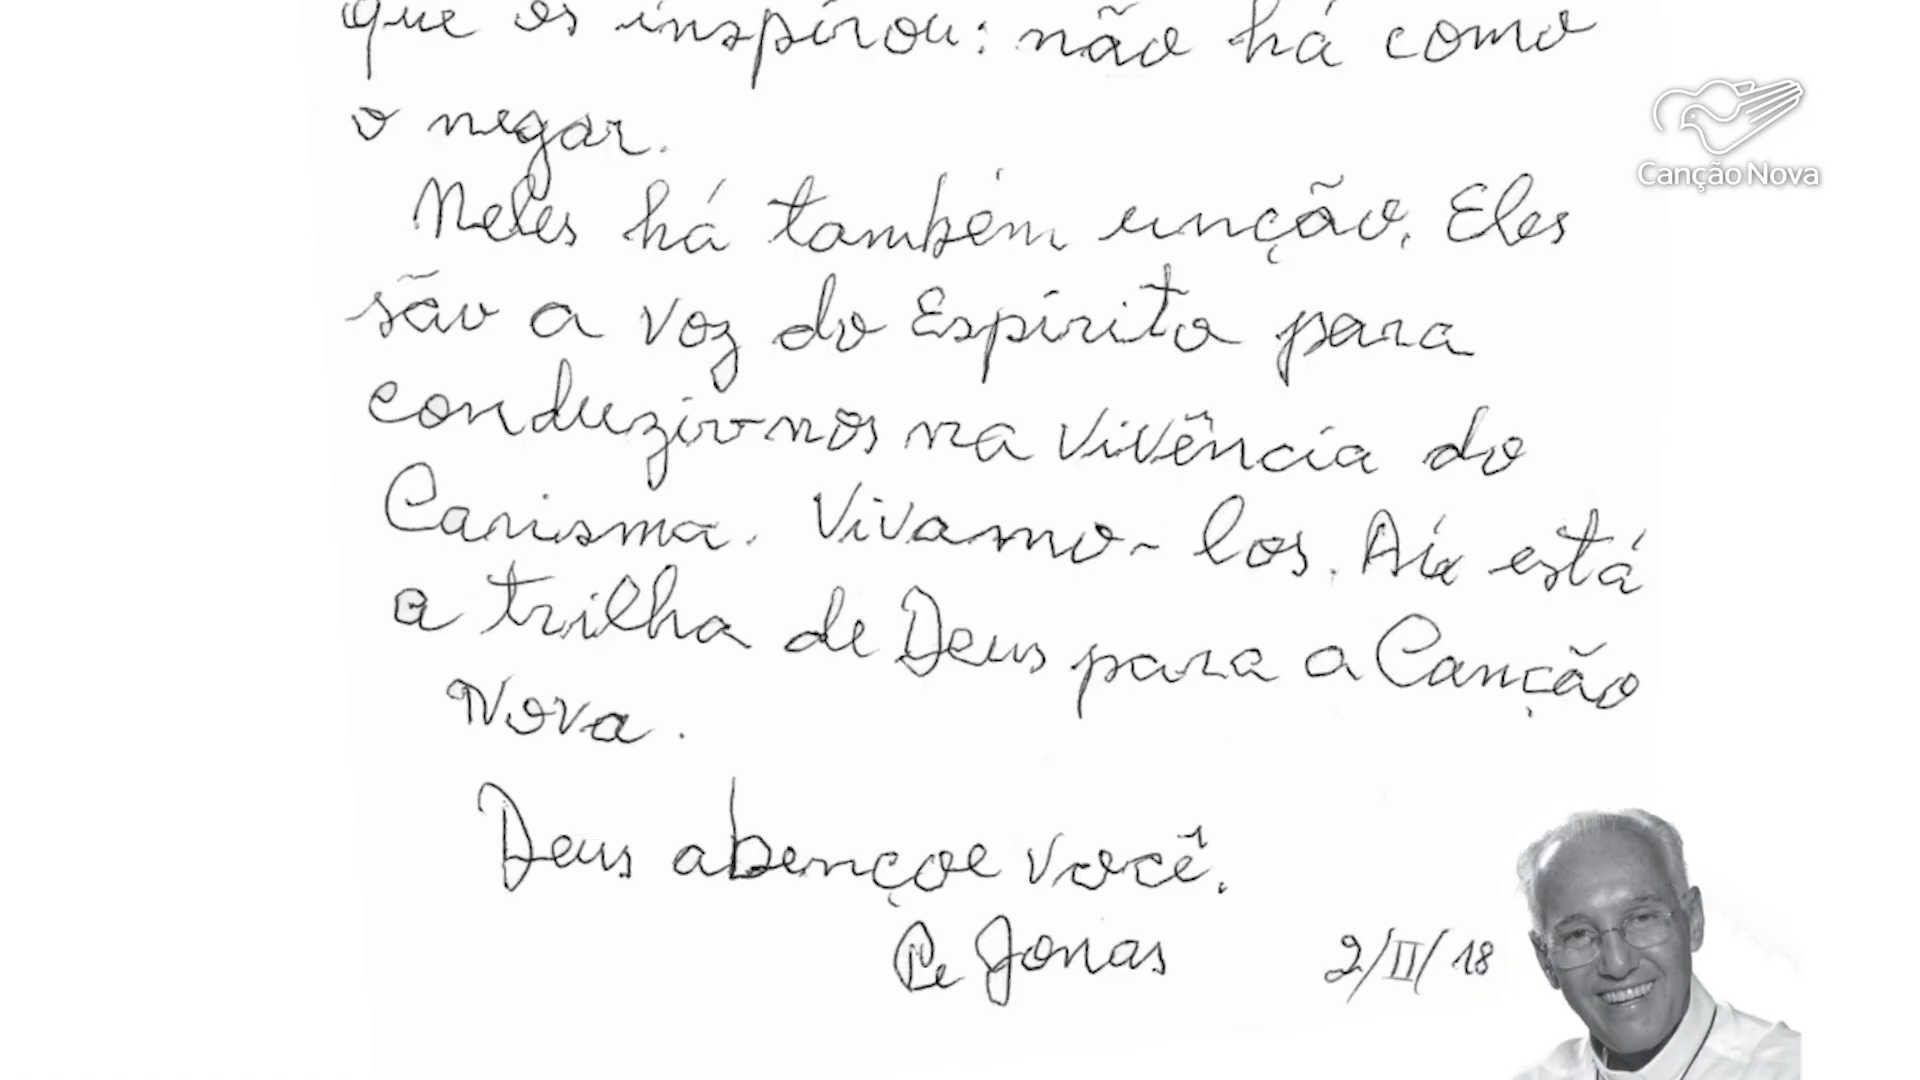 que os inspirou: não há como
o negar.
Neles há também unção. Eles
são a voz do Espírito para
conduzir-nos na vivência do
Carisma. Vivamo-los. Aí está
a trilha de Deus para a Canção
Nova.
Deus abençoe você.
Pe Jonas 2/II/18
Canção Nova